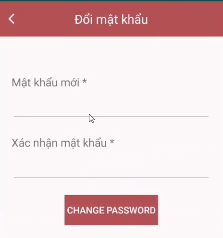 Đổi mật khẩu
Mật khẩu mới *
Xác nhận mật khẩu *
CHANGE PASSWORD